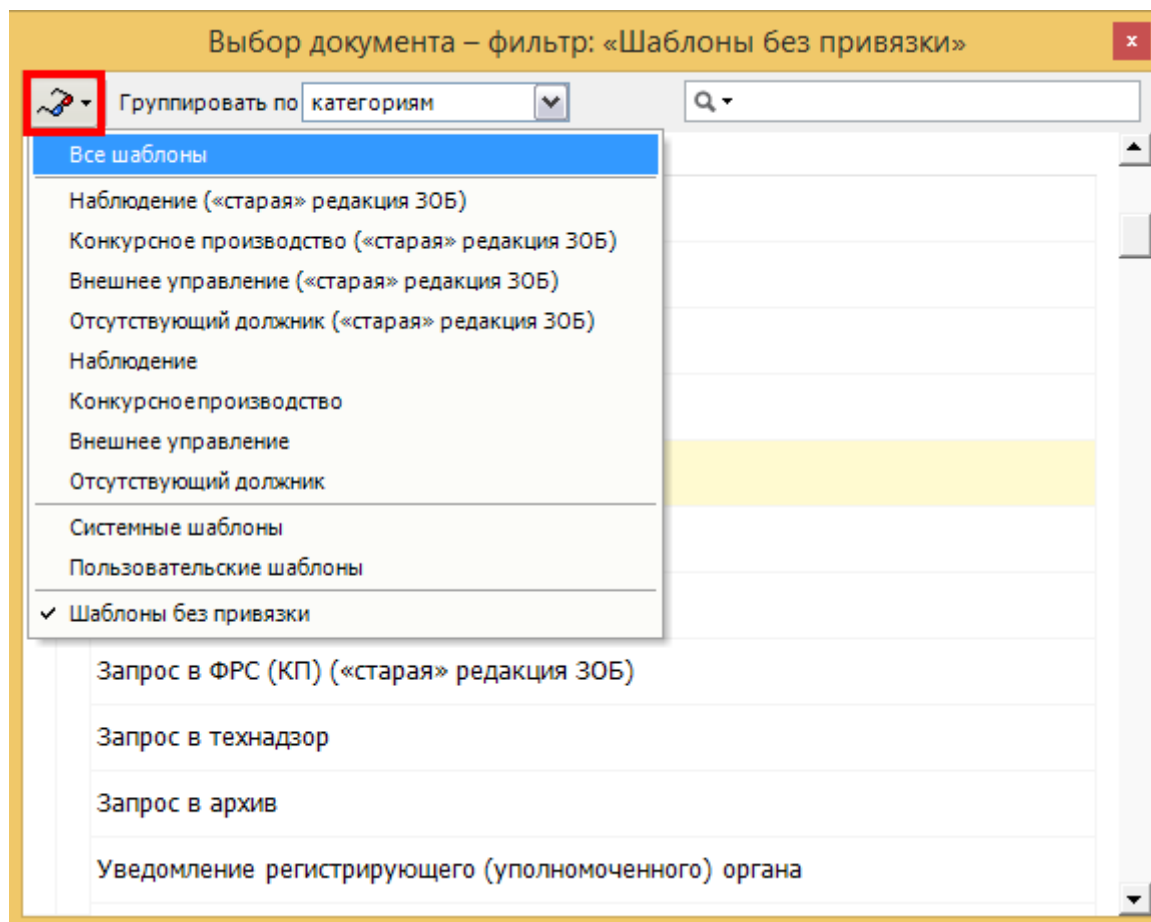 Выбор документа – фильтр: «Шаблоны без привязки»
x
Группировать по категориям
Все шаблоны
Наблюдение («старая» редакция ЗОБ)
Конкурсное производство («старая» редакция ЗОБ)
Внешнее управление («старая» редакция ЗОБ)
Отсутствующий должник («старая» редакция ЗОБ)
Наблюдение
Конкурсноепроизводство
Внешнее управление
Отсутствующий должник
Системные шаблоны
Пользовательские шаблоны
Шаблоны без привязки
Запрос в ФРС (КП) («старая» редакция ЗОБ)
Запрос в технадзор
Запрос в архив
Уведомление регистрирующего (уполномоченного) органа